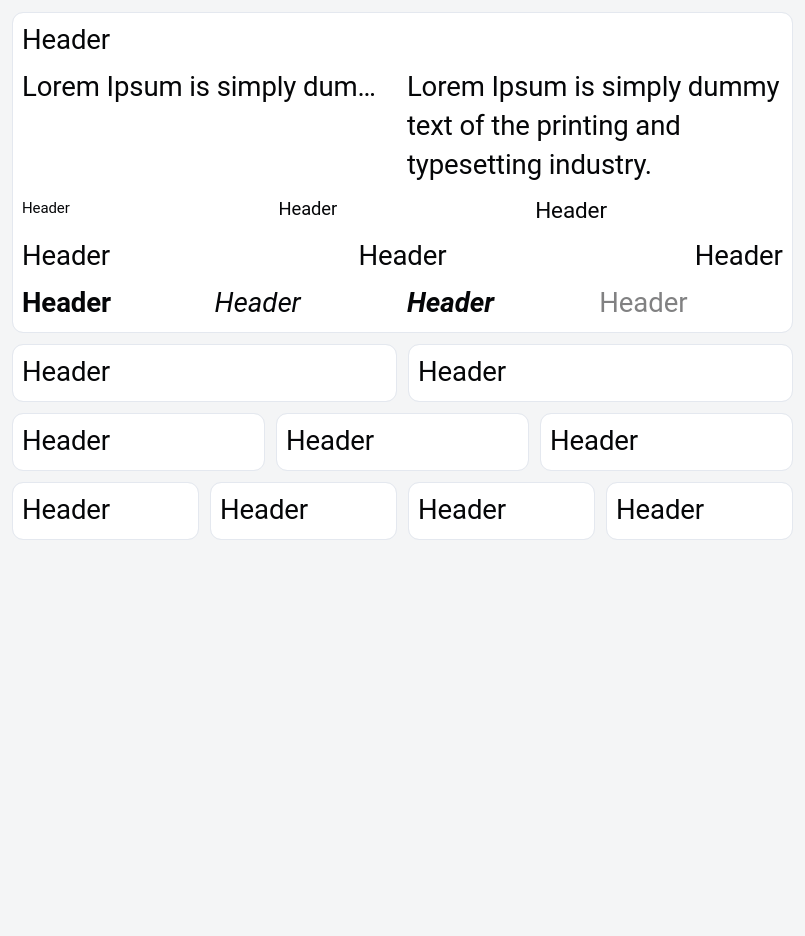 Header
Lorem Ipsum is simply dum...
Lorem Ipsum is simply dummy
text of the printing and
typesetting industry.
Header Header Header
Header Header Header
Header Header Header Header
Header Header
Header Header Header
Header Header Header Header